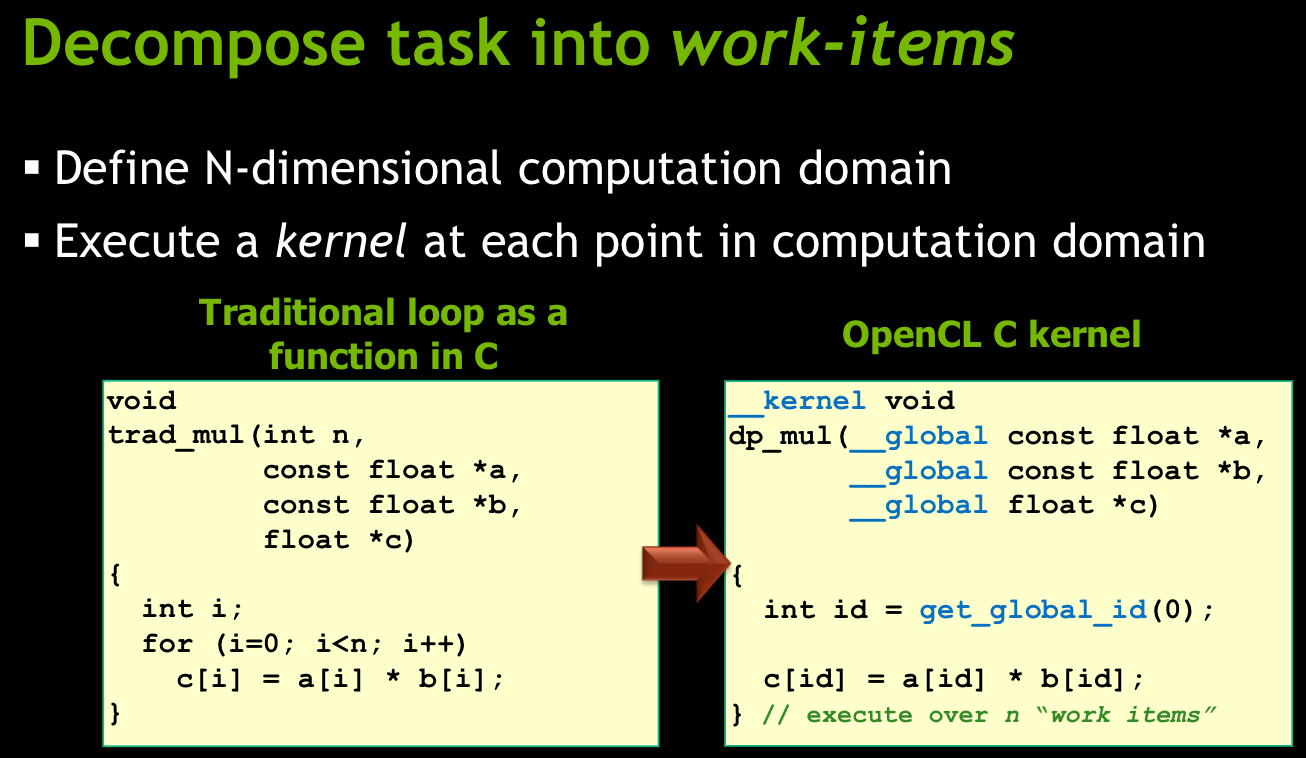 Decompose task into work-items
▪ Define N-dimensional computation domain
▪ Execute a kernel at each point in computation domain
Traditional loop as a
function in C
void
trad_mul(int n,
         const float *a,
         const float *b,
         float *c)
{
  int i;
  for (i=0; i<n; i++)
    c[i] = a[i] * b[i];
}
OpenCL C kernel
__kernel void
dp_mul(__global const float *a,
       __global const float *b,
       __global float *c)
{
  int id = get_global_id(0);
  c[id] = a[id] * b[id];
} // execute over n “work items”